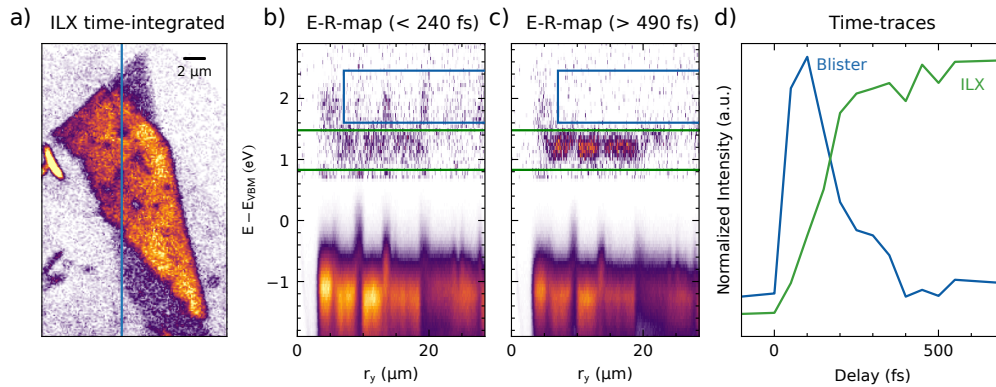 a) ILX time-integrated
2 μm
b) E-R-map (< 240 fs)
E − E_VBM (eV)
2
1
0
−1
0
20
r_y (μm)
c) E-R-map (> 490 fs)
0
20
r_y (μm)
d) Time-traces
Normalized Intensity (a.u.)
Blister
ILX
0
500
Delay (fs)